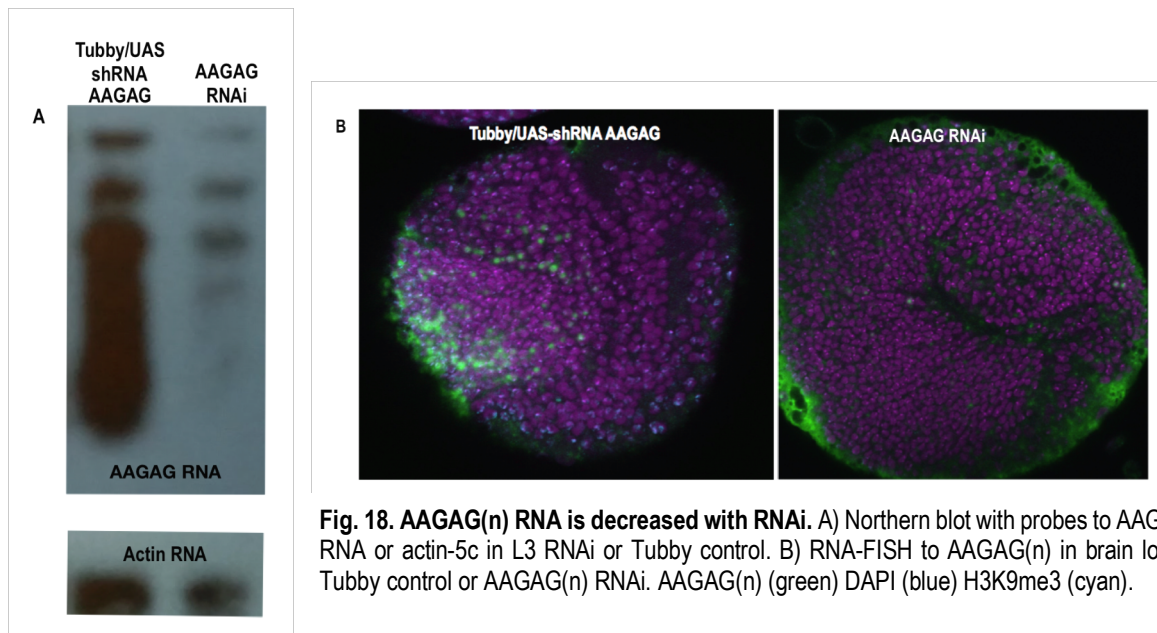 Tubby/UAS
shRNA
AAGAG
AAGAG
RNAi
A
AAGAG RNA
Actin RNA
B
Tubby/UAS-shRNA AAGAG
AAGAG RNAi
Fig. 18. AAGAG(n) RNA is decreased with RNAi. A) Northern blot with probes to AAG
RNA or actin-5c in L3 RNAi or Tubby control. B) RNA-FISH to AAGAG(n) in brain lo
Tubby control or AAGAG(n) RNAi. AAGAG(n) (green) DAPI (blue) H3K9me3 (cyan).